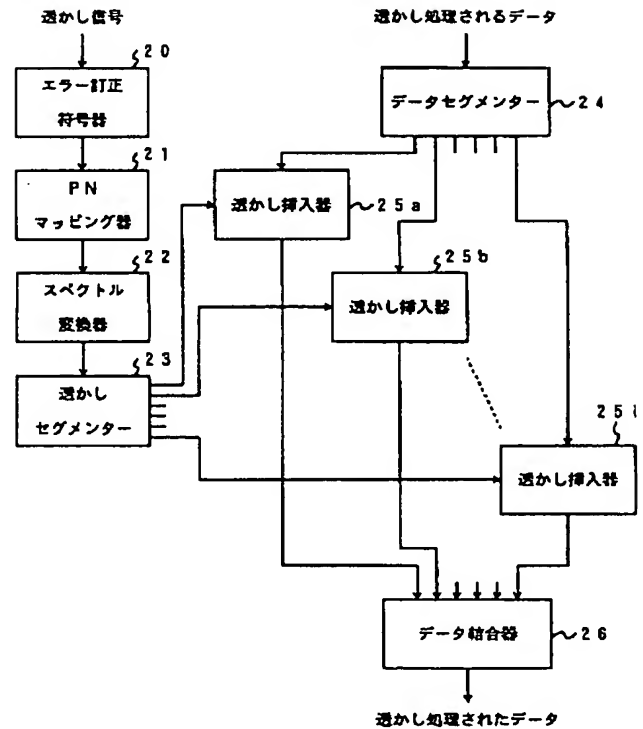 透かし信号
20
エラー訂正
符号器
21
PN
マッピング器
22
スペクトル
変換器
23
透かし
セグメンター
透かし処理されるデータ
データセグメンター
24
透かし挿入器
25a
25b
透かし挿入器
25i
透かし挿入器
データ結合器
26
透かし処理されたデータ